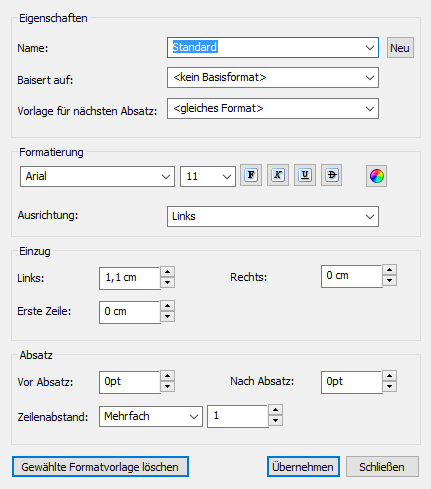 Eigenschaften
Name: Standard Neu
Baisert auf: <kein Basisformat>
Vorlage für nächsten Absatz: <gleiches Format>
Formatierung
Arial 11 F K U D
Ausrichtung: Links
Einzug
Links: 1,1 cm Rechts: 0 cm
Erste Zeile: 0 cm
Absatz
Vor Absatz: 0pt Nach Absatz: 0pt
Zeilenabstand: Mehrfach 1
Gewählte Formatvorlage löschen Übernehmen Schließen